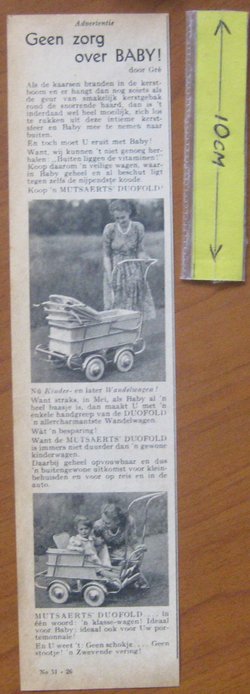 Advertentie
Geen zorg
over BABY!
door Gré
Als de kaarsen branden in de kerst-
boom en er hangt dan nog zoiets als
de geur van smakelijk kerstgebak
rond de snorrende haard, dan is 't
inderdaad wel heel moeilijk, zich los
te rukken uit deze intieme kerst-
sfeer en Baby mee te nemen naar
buiten.
En toch moet U eruit met Baby!
Want, wij kunnen 't niet genoeg her-
halen: „Buiten liggen de vitaminen!"
Koop daarom 'n veilige wagen, waar-
in Baby geheel en al beschut ligt
tegen zelfs de nijpendste koude.
Koop 'n MUTSAERTS' DUOFOLD!
Nú Kinder- en later Wandelwagen!
Want straks, in Mei, als Baby al 'n
heel baasje is, dan maakt U met 'n
enkele handgreep van de DUOFOLD
'n allercharmantste Wandelwagen.
Wát 'n besparing!
Want de MUTSAERTS DUOFOLD
is immers niet duurder dan 'n gewone
kinderwagen.
Daarbij geheel opvouwbaar en dus
'n buitengewone uitkomst voor klein-
behuisden en voor op reis en in de
auto.
MUTSAERTS' DUOFOLD .... in
één woord 'n klasse-wagen! Ideaal
voor Baby; ideaal ook voor Uw por-
temonnaie!
En U weet 't: Geen schokje.... Geen
stootje! 'n Zwevende vering!
No 51 - 26
10CM